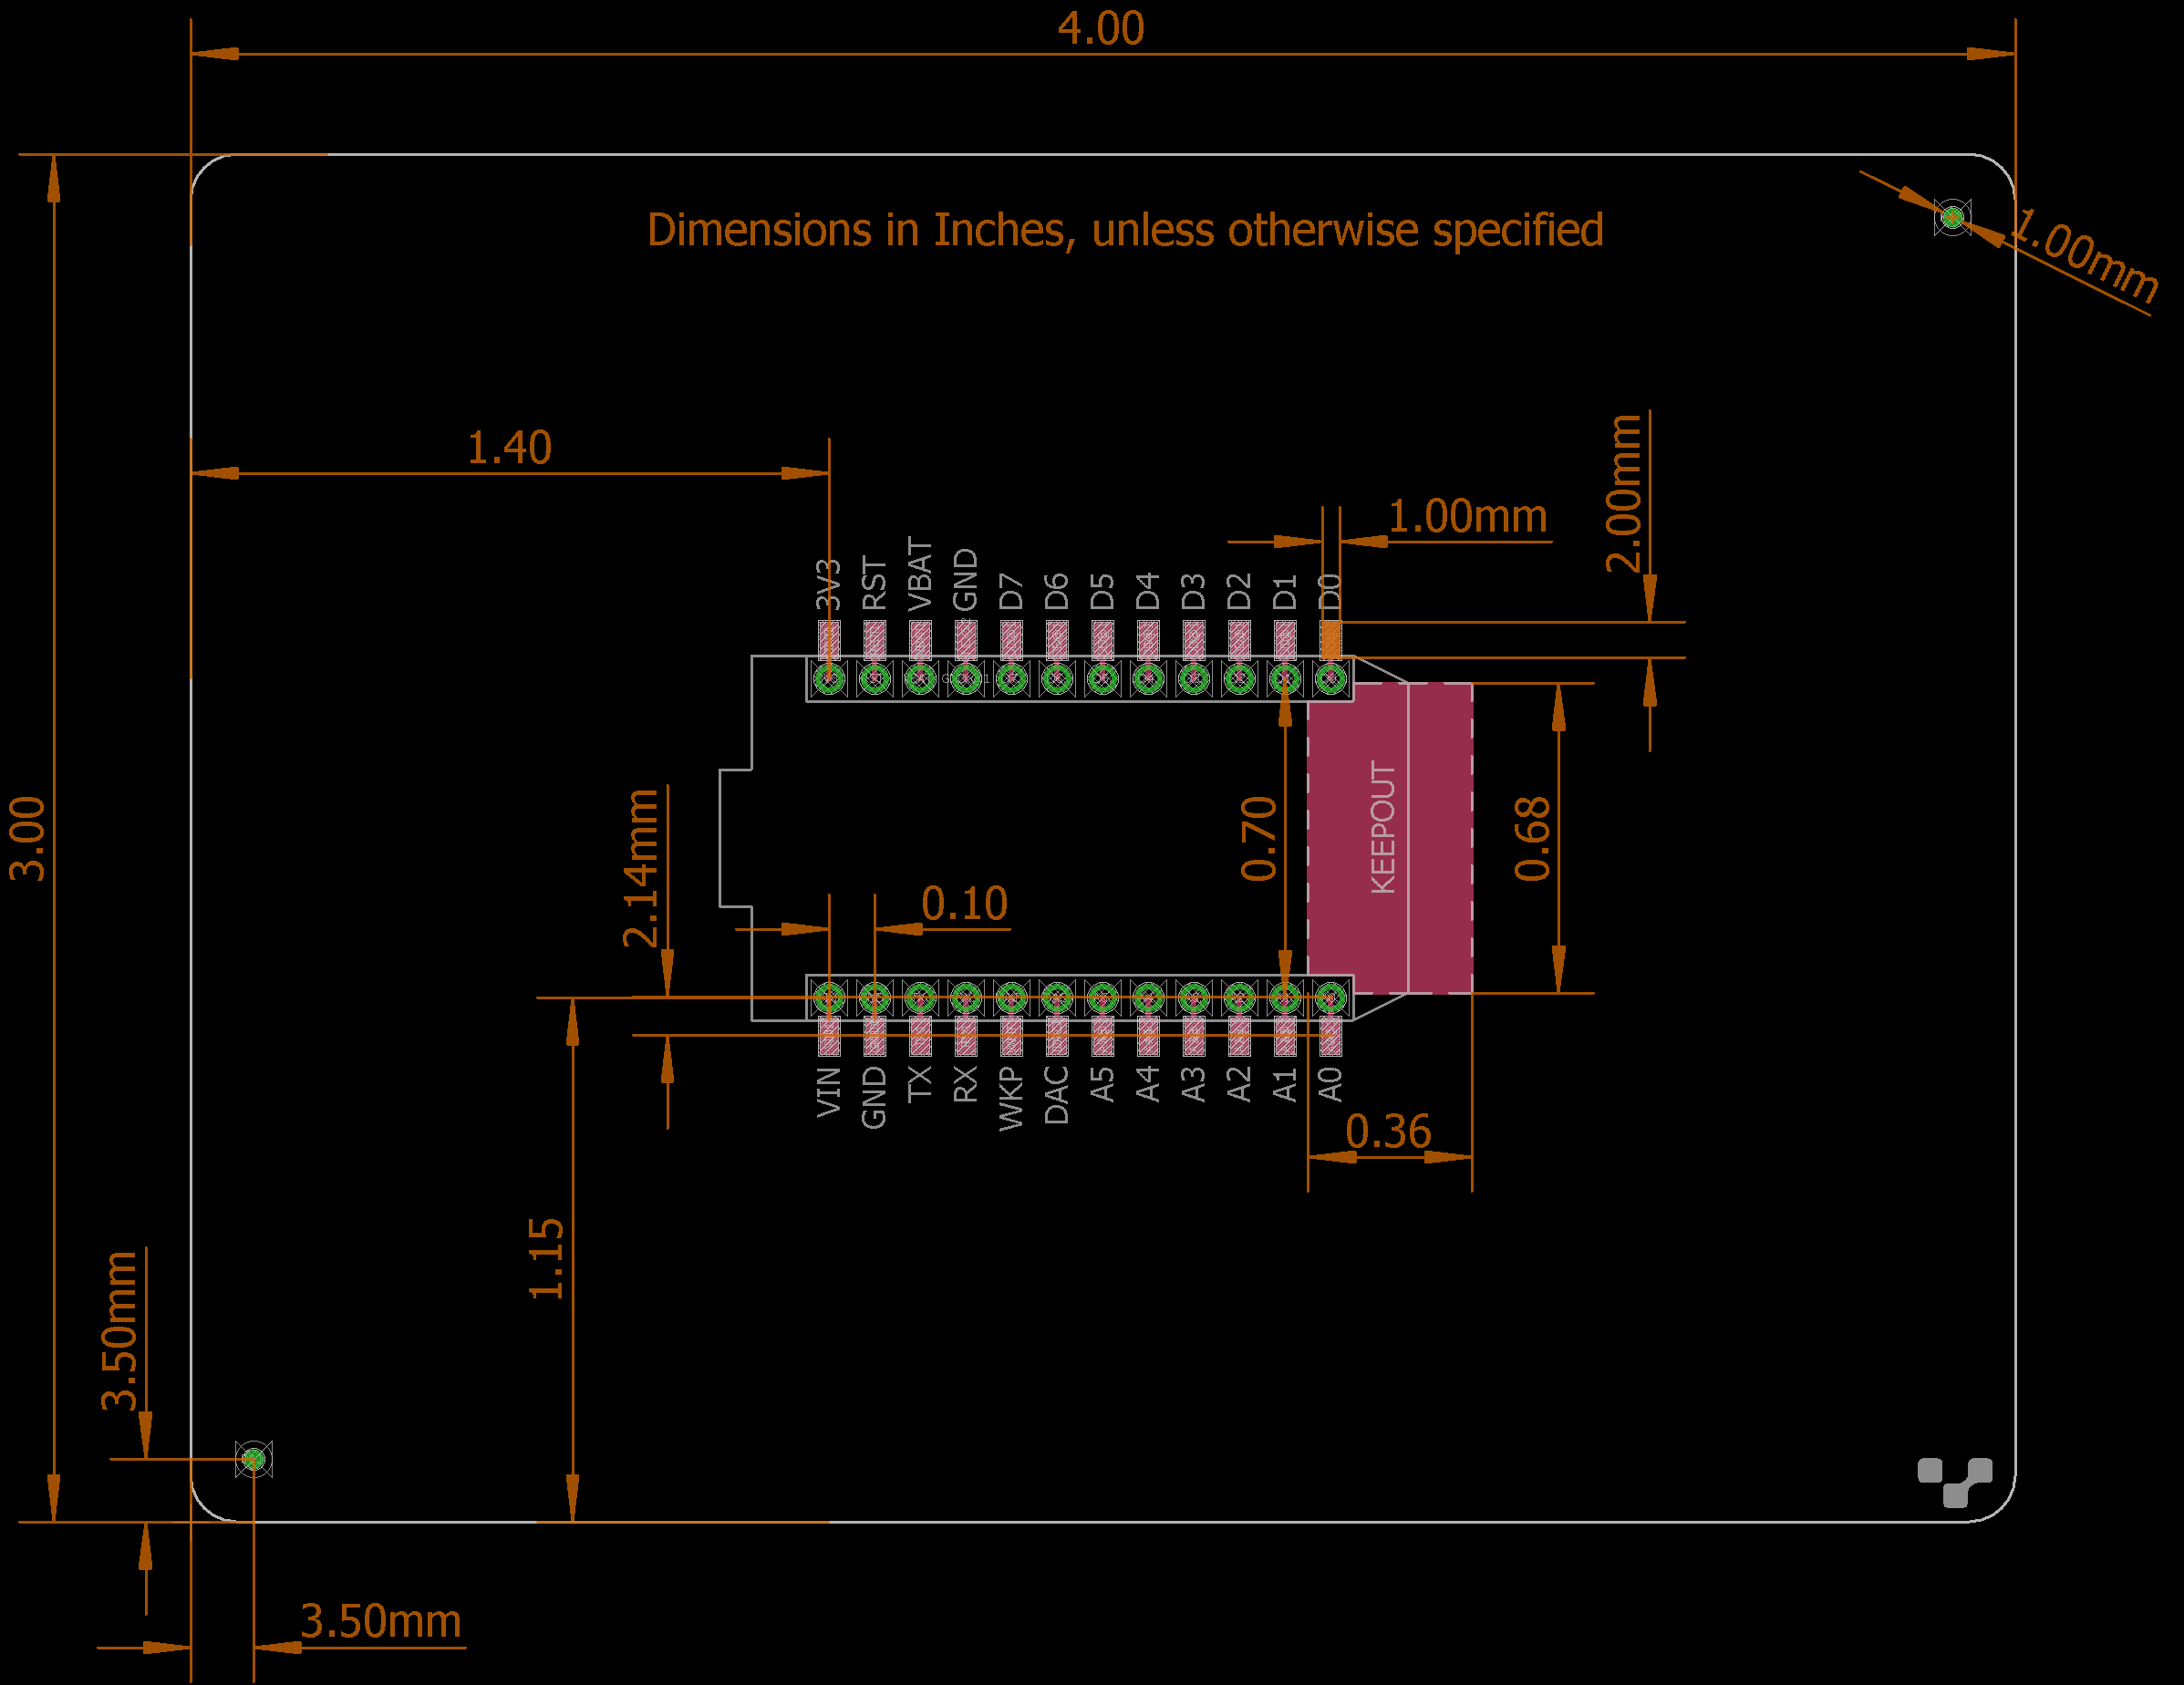 4.00
Dimensions in Inches, unless otherwise specified
1.00mm
1.40
1.00mm
2.00mm
3V3
RST
VBAT
GND
D7
D6
D5
D4
D3
D2
D1
D0
3.00
2.14mm
0.10
0.70
KEEPOUT
0.68
VIN
GND
TX
RX
WKP
DAC
A5
A4
A3
A2
A1
A0
0.36
1.15
3.50mm
3.50mm